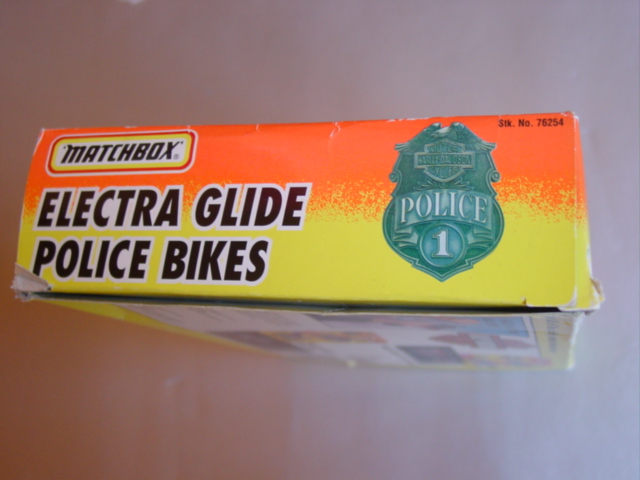 MATCHBOX®
ELECTRA GLIDE
POLICE BIKES
Stk. No. 76254
POLICE
1